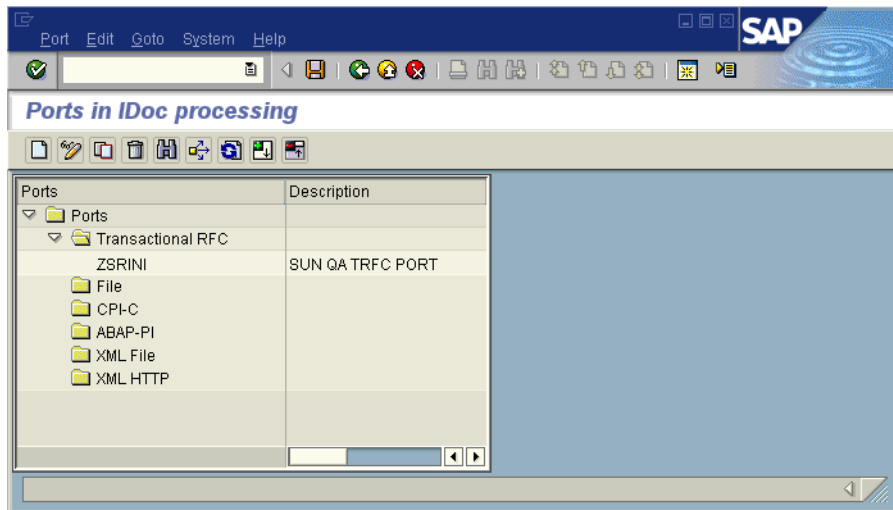 Port Edit Goto System Help
SAP
Ports in IDoc processing
Ports Description
Ports
Transactional RFC
ZSRINI SUN QA TRFC PORT
File
CPI-C
ABAP-PI
XML File
XML HTTP